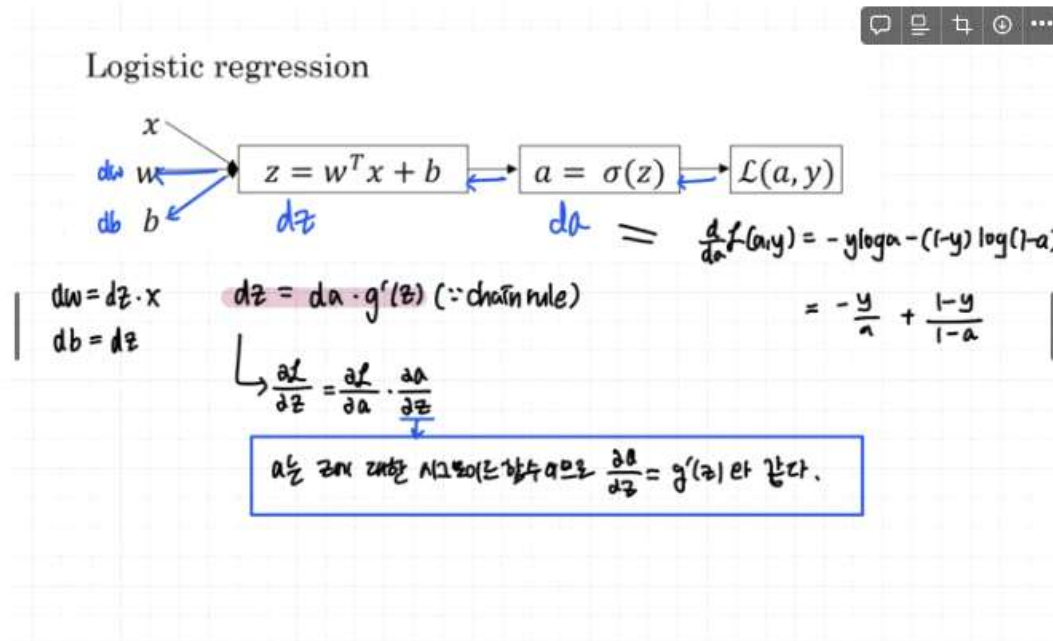 Logistic regression
x
dw w
z = wᵀx + b
a = σ(z)
ℒ(a, y)
db b
dz
da
= d/da ℒ(a,y) = -yloga - (1-y) log(1-a)
dw = dz·x
dz = da·g'(z) (∵ chain rule)
= -y/a + 1-y/1-a
db = dz
∂ℒ/∂z = ∂ℒ/∂a · ∂a/∂z
a는 z에 대한 시그모이드 함수이므로 ∂a/∂z = g'(z)와 같다.